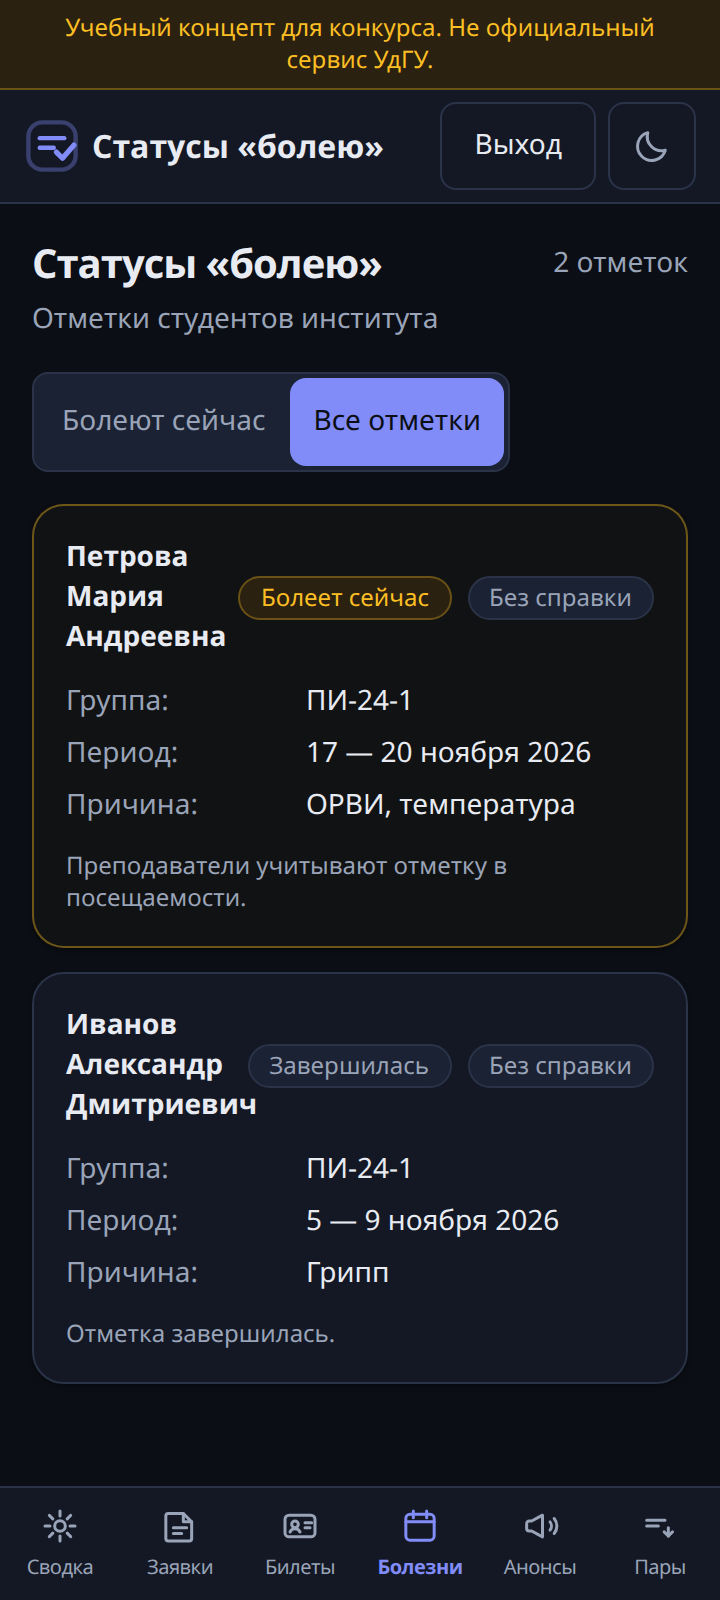 Учебный концепт для конкурса. Не официальный
сервис УдГУ.
Статусы «болею»
Выход
Статусы «болею»
2 отметок
Отметки студентов института
Болеют сейчас
Все отметки
Петрова
Мария
Андреевна
Болеет сейчас
Без справки
Группа: ПИ-24-1
Период: 17 — 20 ноября 2026
Причина: ОРВИ, температура
Преподаватели учитывают отметку в
посещаемости.
Иванов
Александр
Дмитриевич
Завершилась
Без справки
Группа: ПИ-24-1
Период: 5 — 9 ноября 2026
Причина: Грипп
Отметка завершилась.
Сводка
Заявки
Билеты
Болезни
Анонсы
Пары